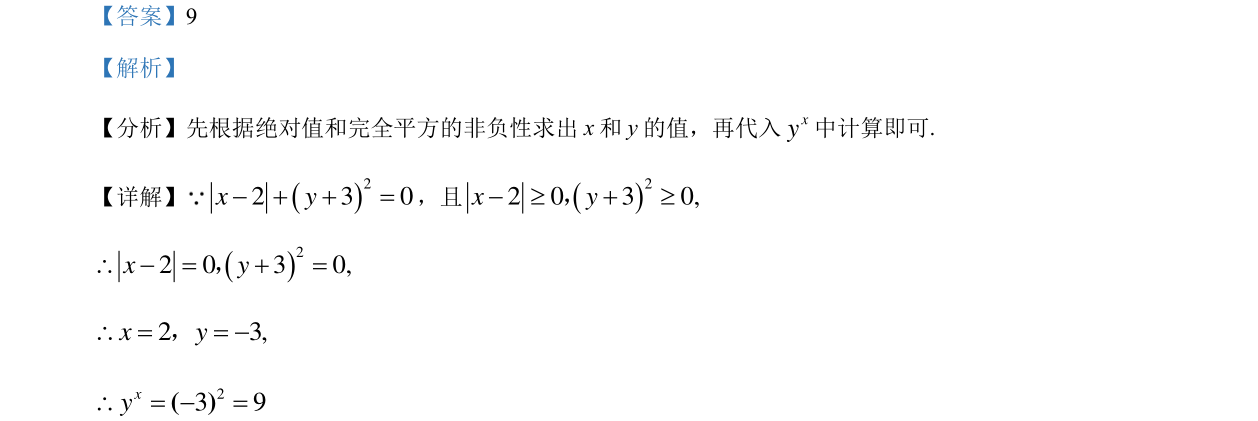 【答案】9
【解析】
【分析】先根据绝对值和完全平方的非负性求出 x 和 y 的值，再代入 yˣ 中计算即可.
【详解】∵|x−2|+(y+3)²=0，且|x−2|≥0,(y+3)²≥0,
∴|x−2|=0,(y+3)²=0,
∴x=2，y=−3,
∴yˣ=(−3)²=9